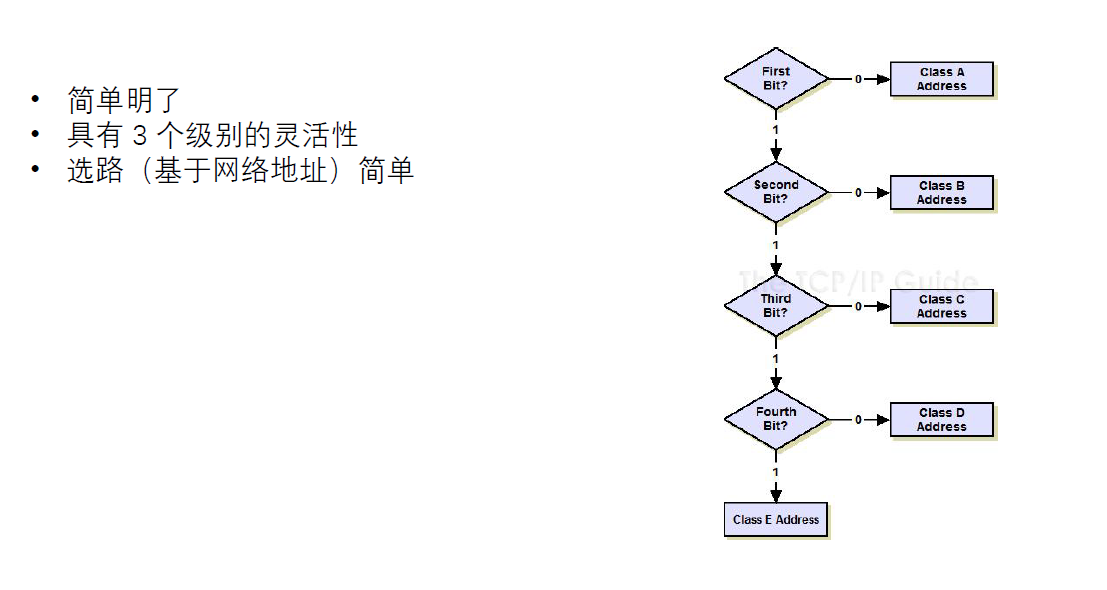 • 简单明了
• 具有 3 个级别的灵活性
• 选路（基于网络地址）简单
First
Bit?
0
Class A
Address
1
Second
Bit?
0
Class B
Address
1
The TCP/IP Guide
Third
Bit?
0
Class C
Address
1
Fourth
Bit?
0
Class D
Address
1
Class E Address